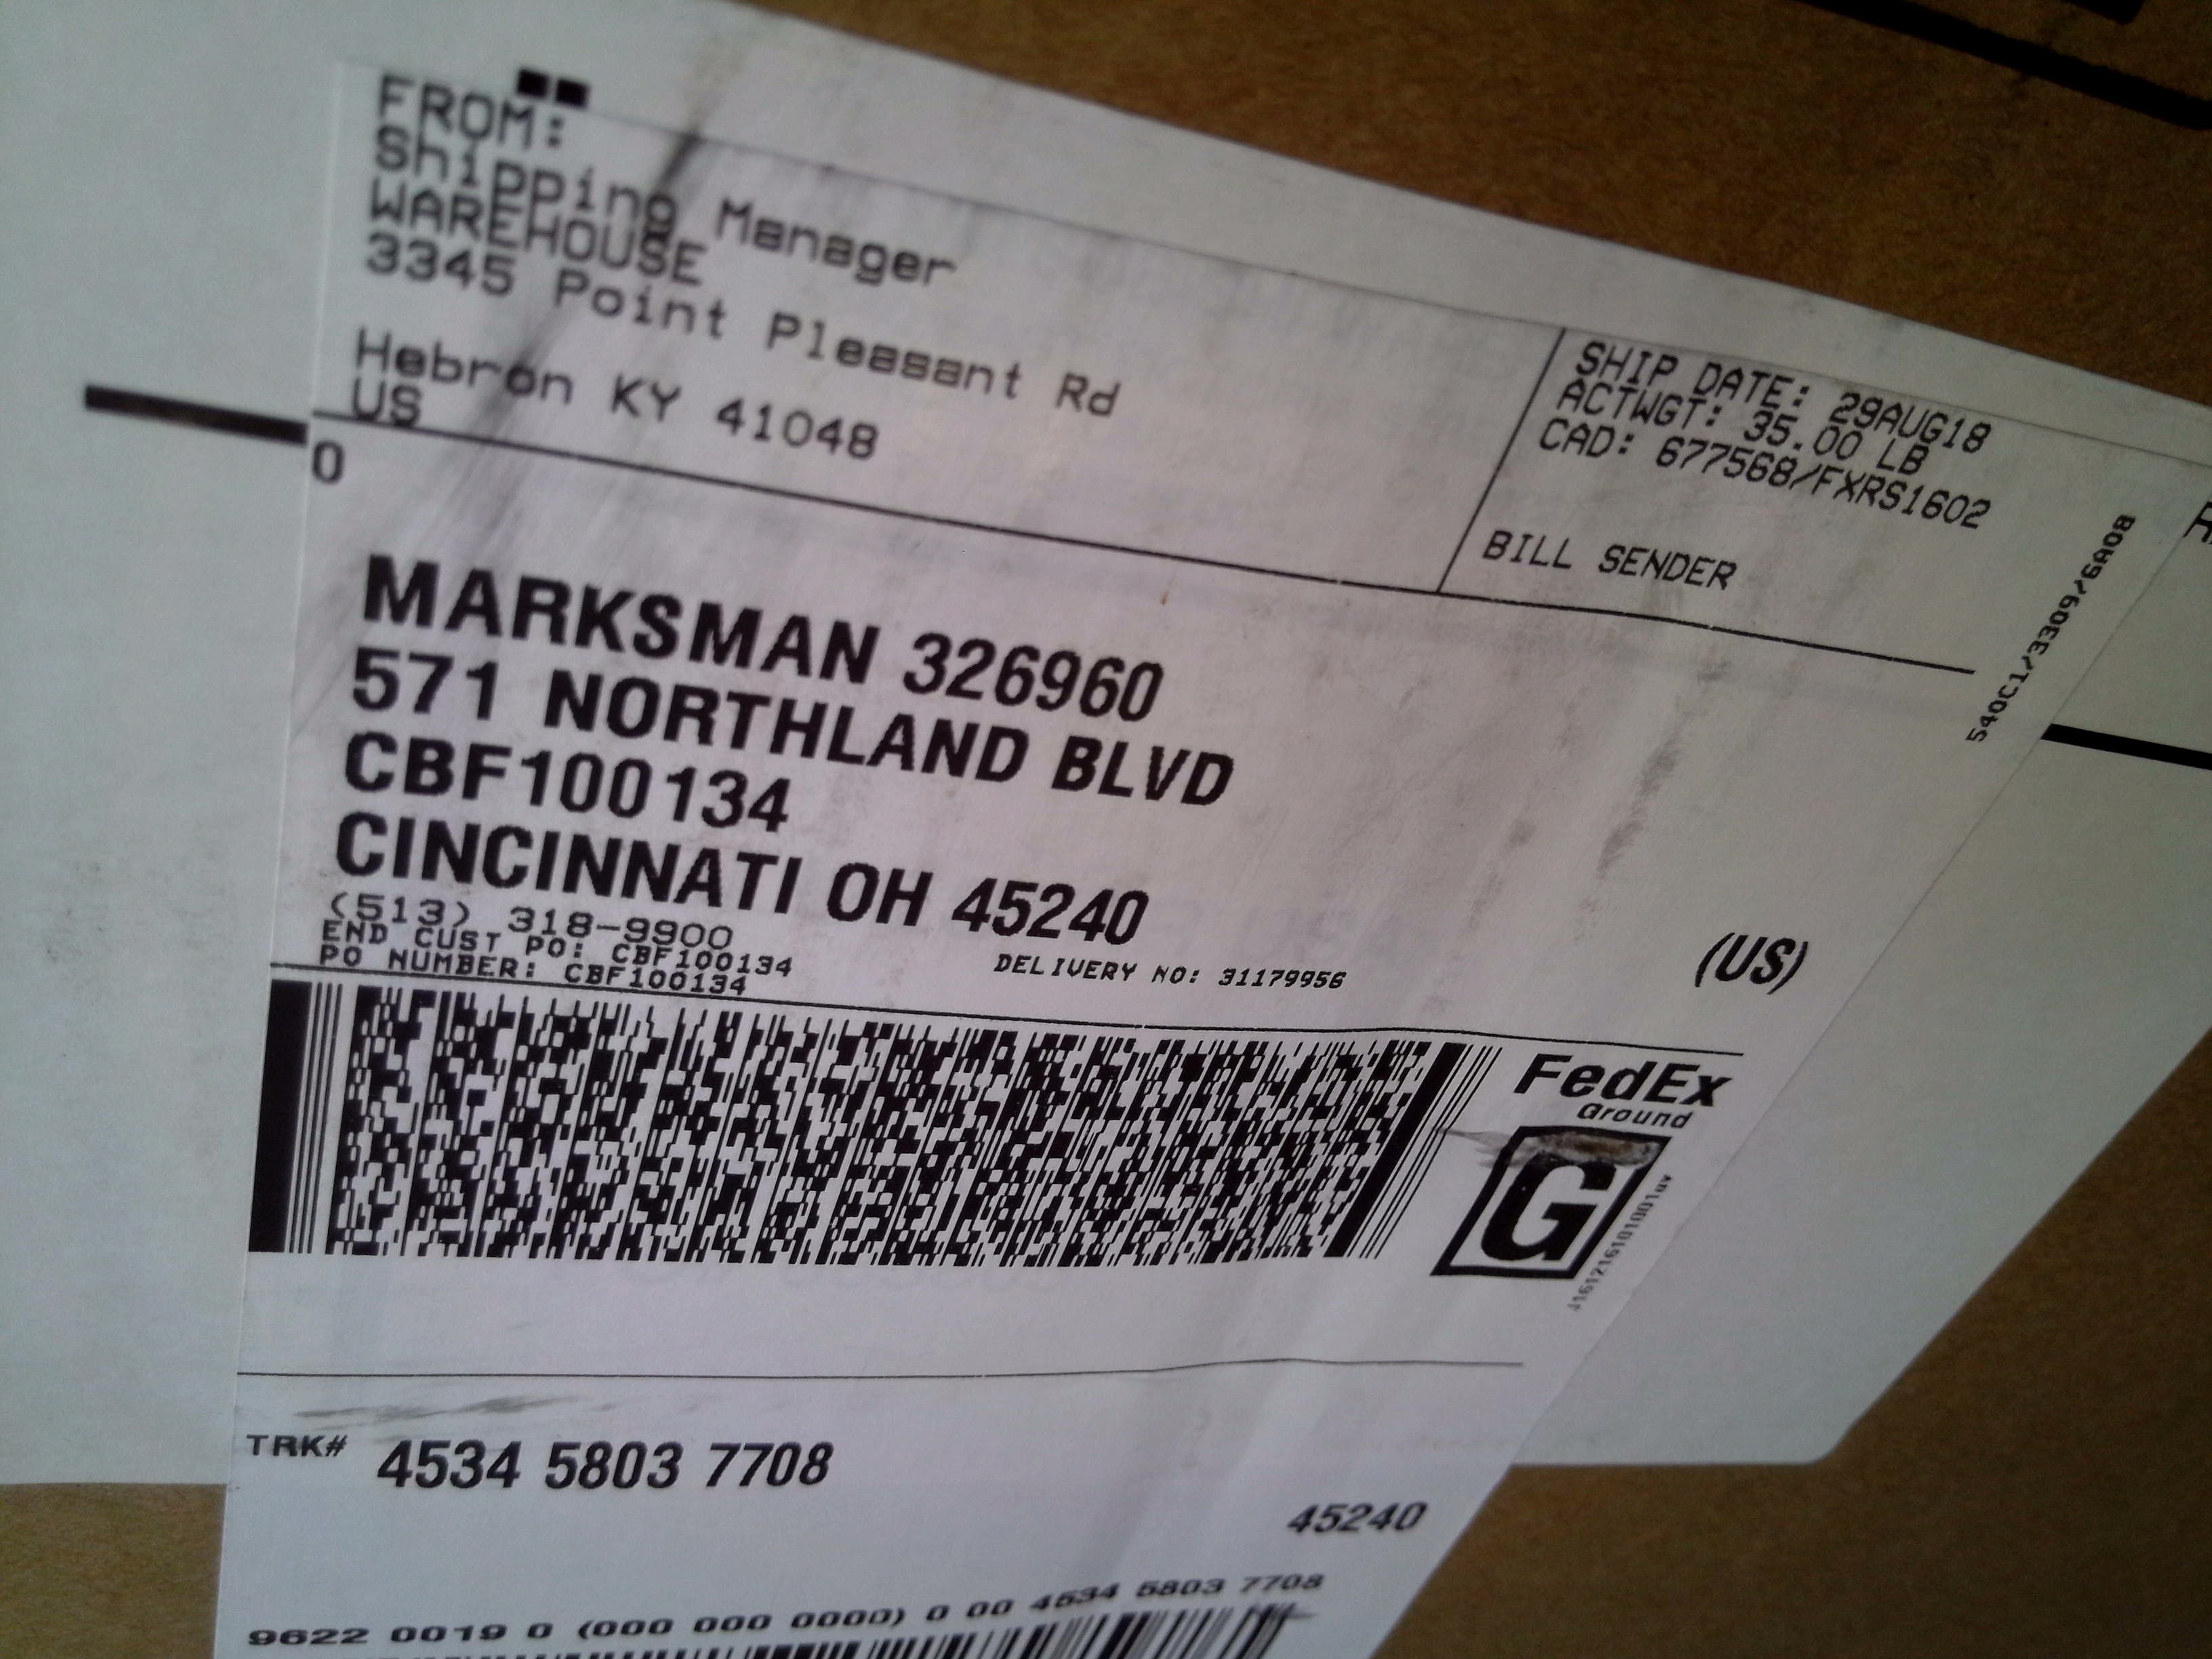 FROM:
Shipping Manager
WAREHOUSE
3345 Point Pleasant Rd
Hebron KY 41048
US
0
SHIP DATE: 29AUG18
ACTWGT: 35.00 LB
CAD: 677568/FXRS1602
BILL SENDER
540C1/3309/6A0B
MARKSMAN 326960
571 NORTHLAND BLVD
CBF100134
CINCINNATI OH 45240
(US)
(513) 318-9900
END CUST PO: CBF100134
PO NUMBER: CBF100134
DELIVERY NO: 31179956
FedEx
Ground
G
TRK# 4534 5803 7708
45240
9622 0019 0 (000 000 0000) 0 00 4534 5803 7708